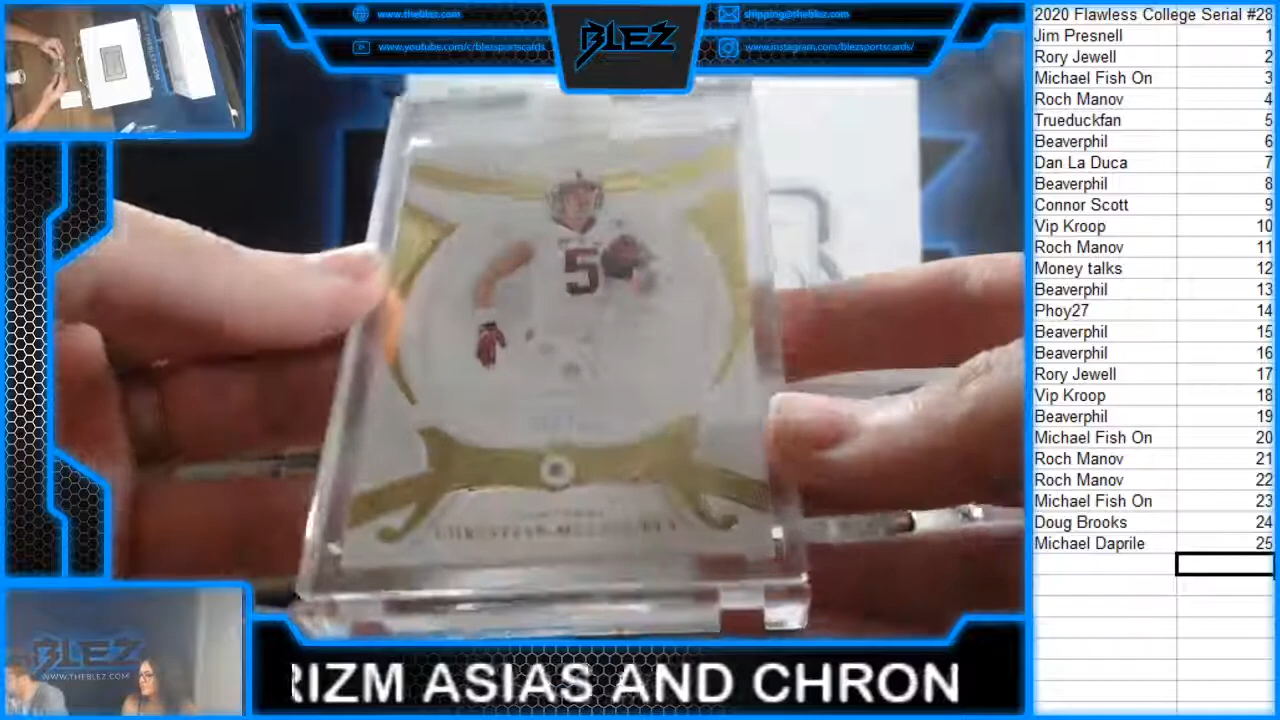 www.theblez.com
shipping@theblez.com
www.youtube.com/c/blezsportscards
www.instagram.com/blezsportscards/
BLEZ
5
RIZM ASIAS AND CHRON
BLEZ
WWW.THEBLEZ.COM
2020 Flawless College Serial #28
Jim Presnell 1
Rory Jewell 2
Michael Fish On 3
Roch Manov 4
Trueduckfan 5
Beaverphil 6
Dan La Duca 7
Beaverphil 8
Connor Scott 9
Vip Kroop 10
Roch Manov 11
Money talks 12
Beaverphil 13
Phoy27 14
Beaverphil 15
Beaverphil 16
Rory Jewell 17
Vip Kroop 18
Beaverphil 19
Michael Fish On 20
Roch Manov 21
Roch Manov 22
Michael Fish On 23
Doug Brooks 24
Michael Daprile 25